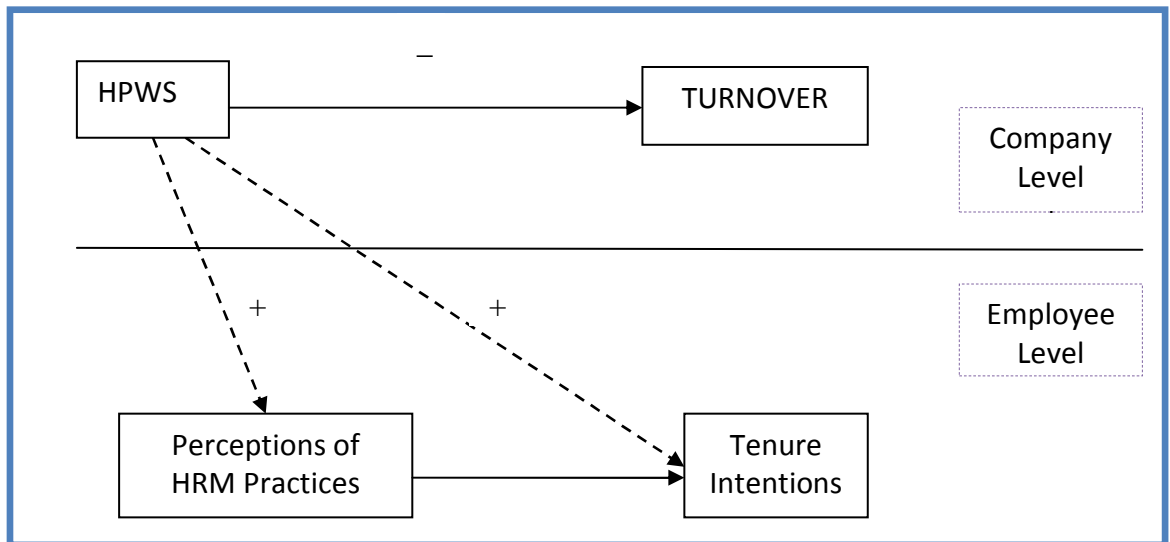 –
HPWS
TURNOVER
Company
Level
+
+
Employee
Level
Perceptions of
HRM Practices
Tenure
Intentions